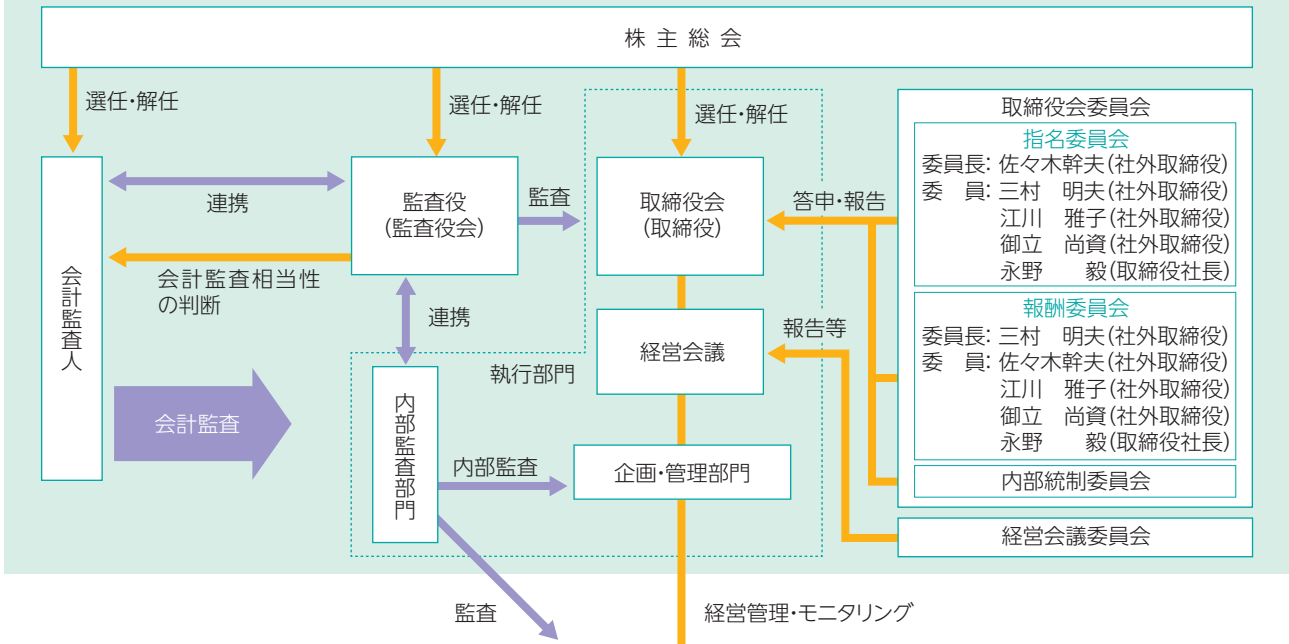 株主総会
選任・解任
選任・解任
選任・解任
会計監査人
連携
会計監査相当性
の判断
会計監査
監査役
(監査役会)
監査
連携
取締役会
(取締役)
答申・報告
経営会議
報告等
執行部門
内部監査部門
内部監査
企画・管理部門
取締役会委員会
指名委員会
委員長: 佐々木幹夫(社外取締役)
委　員: 三村　明夫(社外取締役)
江川　雅子(社外取締役)
御立　尚資(社外取締役)
永野　　毅(取締役社長)
報酬委員会
委員長: 三村　明夫(社外取締役)
委　員: 佐々木幹夫(社外取締役)
江川　雅子(社外取締役)
御立　尚資(社外取締役)
永野　　毅(取締役社長)
内部統制委員会
経営会議委員会
監査
経営管理・モニタリング